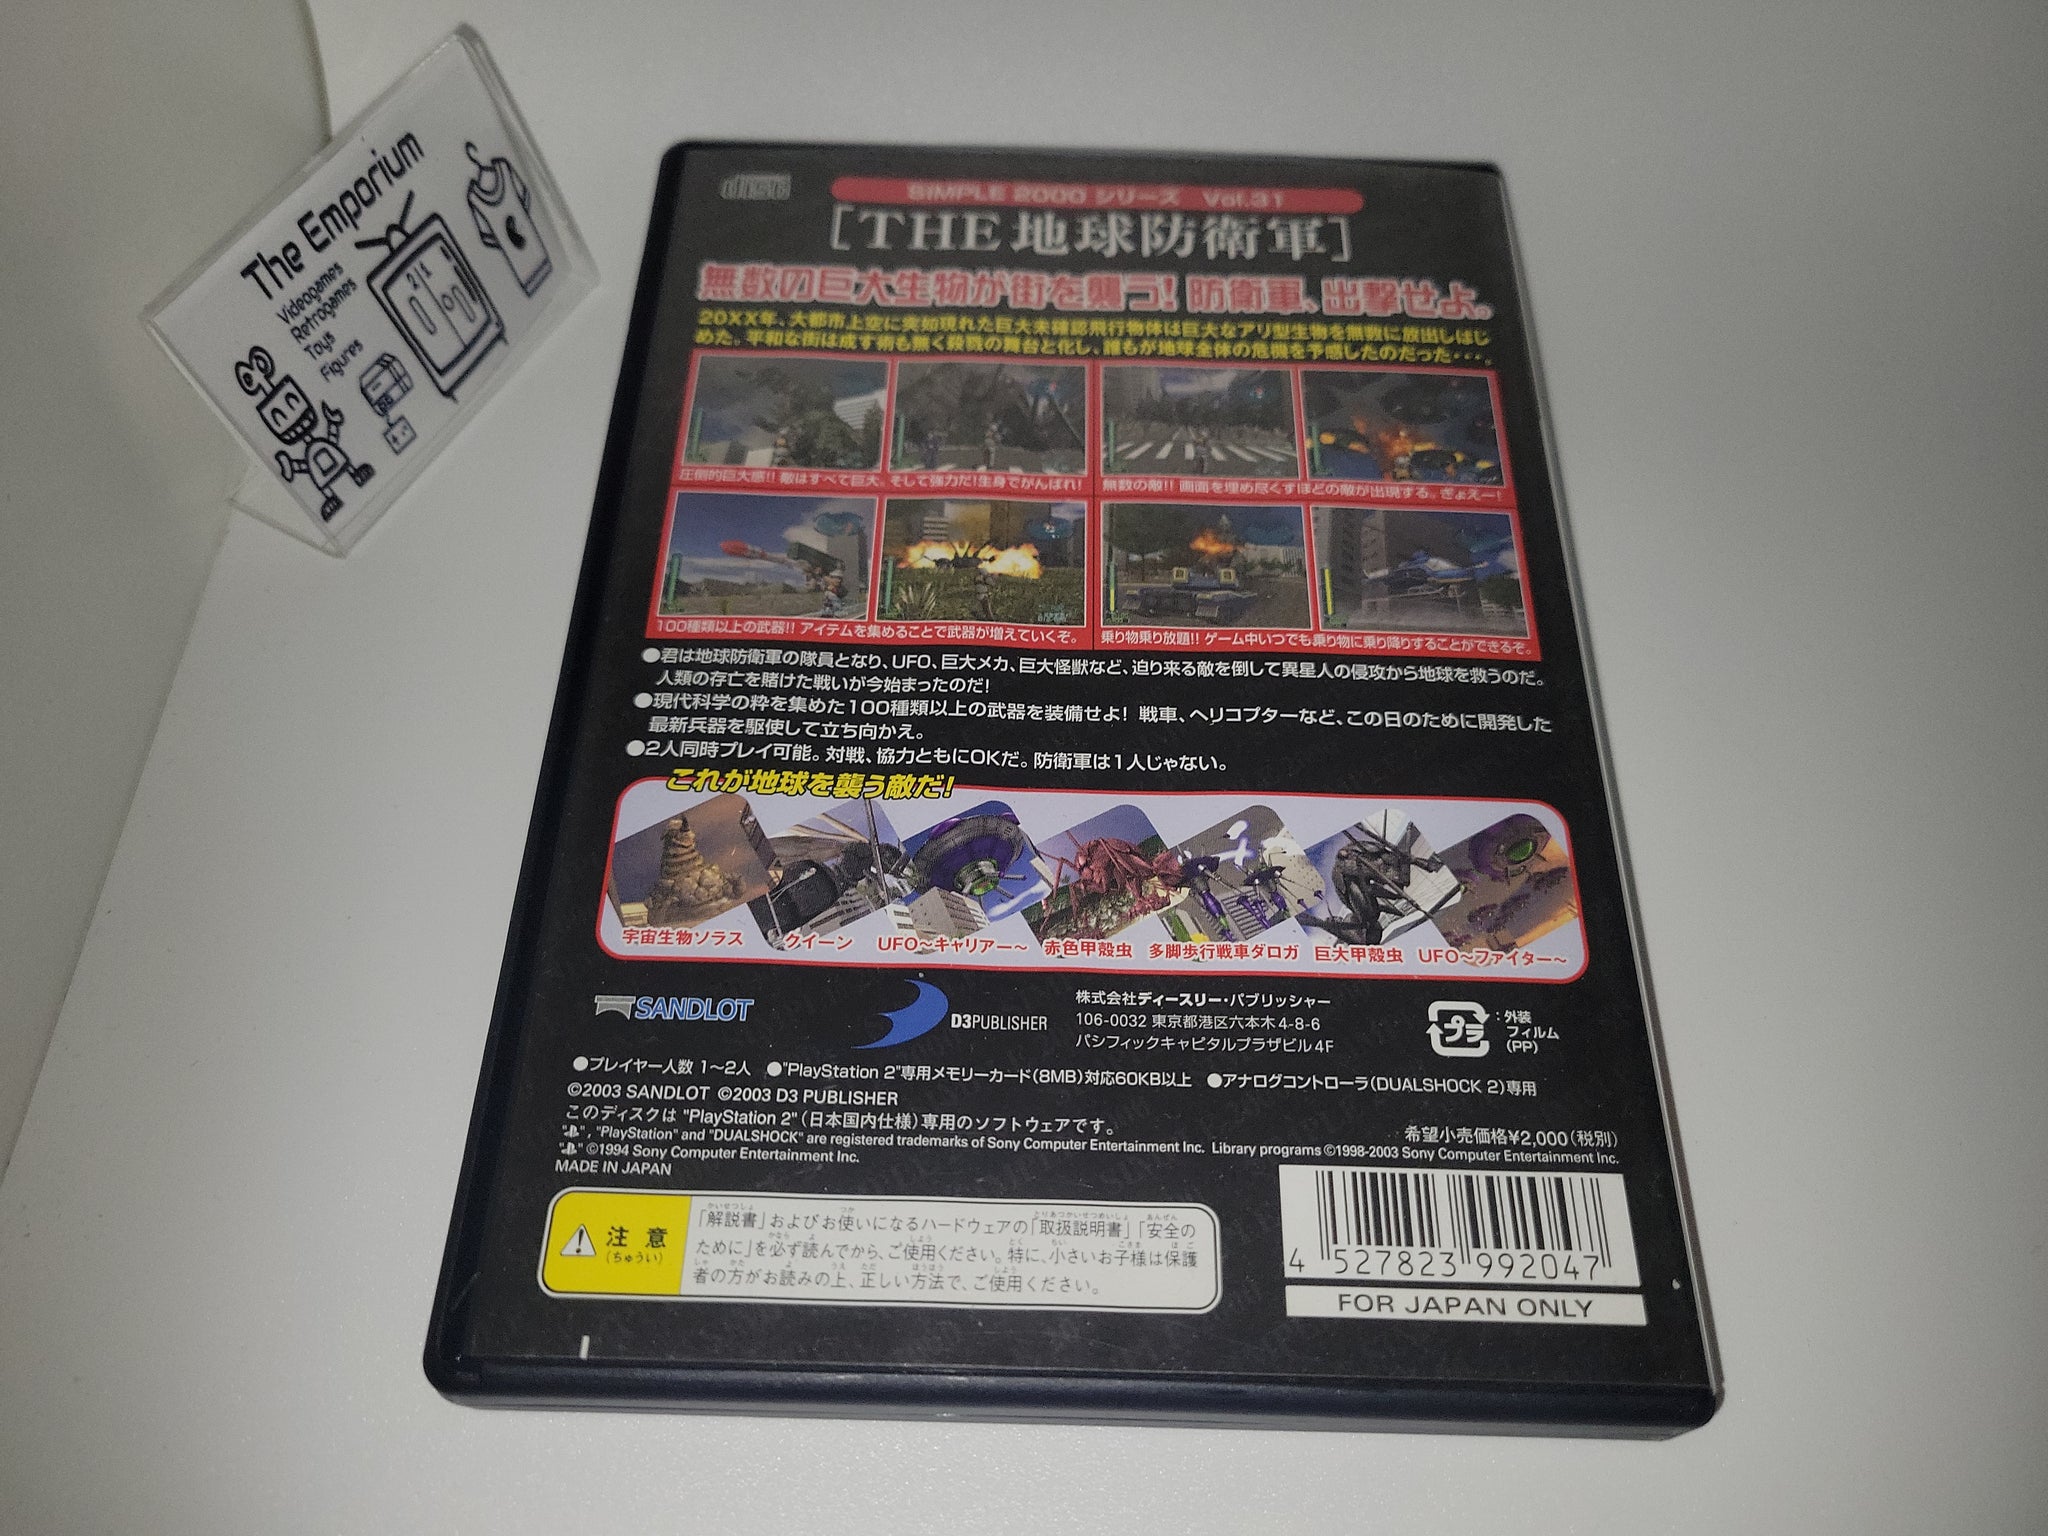 The Emporium
Videogames
Retrogames
Toys
Figures
disc
SIMPLE 2000 シリーズ Vol.31
[THE 地球防衛軍]
無数の巨大生物が街を襲う! 防衛軍、出撃せよ。
20XX年、大都市上空に突如現れた巨大未確認飛行物体は巨大なアリ型生物を無数に放出しはじ
めた。平和な街は成す術も無く殺戮の舞台と化し、誰もが地球全体の危機を予感したのだった・・・。
圧倒的巨大感!! 敵はすべて巨大。そして強力だ!生身でがんばれ!
無数の敵!! 画面を埋め尽くすほどの敵が出現する。ぎょえー!
100種類以上の武器!! アイテムを集めることで武器が増えていくぞ。
乗り物乗り放題!! ゲーム中いつでも乗り物に乗り降りすることができるぞ。
●君は地球防衛軍の隊員となり、UFO、巨大メカ、巨大怪獣など、迫り来る敵を倒して異星人の侵攻から地球を救うのだ。
人類の存亡を賭けた戦いが今始まったのだ!
●現代科学の粋を集めた100種類以上の武器を装備せよ! 戦車、ヘリコプターなど、この日のために開発した
最新兵器を駆使して立ち向かえ。
●2人同時プレイ可能。対戦、協力ともにOKだ。防衛軍は1人じゃない。
これが地球を襲う敵だ!
宇宙生物ソラス クイーン UFO～キャリアー～ 赤色甲殻虫 多脚歩行戦車ダロガ 巨大甲殻虫 UFO～ファイター～
SANDLOT
D3PUBLISHER
株式会社ディースリー・パブリッシャー
106-0032 東京都港区六本木4-8-6
パシフィックキャピタルプラザビル4F
プラ
:外装
フィルム
(PP)
●プレイヤー人数 1～2人 ●"PlayStation 2"専用メモリーカード(8MB)対応60KB以上 ●アナログコントローラ(DUALSHOCK 2)専用
©2003 SANDLOT ©2003 D3 PUBLISHER
このディスクは "PlayStation 2" (日本国内仕様) 専用のソフトウェアです。
希望小売価格¥2,000(税別)
" ", "PlayStation" and "DUALSHOCK" are registered trademarks of Sony Computer Entertainment Inc. Library programs ©1998-2003 Sony Computer Entertainment Inc.
" " ©1994 Sony Computer Entertainment Inc.
MADE IN JAPAN
注意
(ちゅうい)
「解説書」およびお使いになるハードウェアの「取扱説明書」「安全の
ために」を必ず読んでから、ご使用ください。特に、小さいお子様は保護
者の方がお読みの上、正しい方法で、ご使用ください。
4 527823 992047
FOR JAPAN ONLY